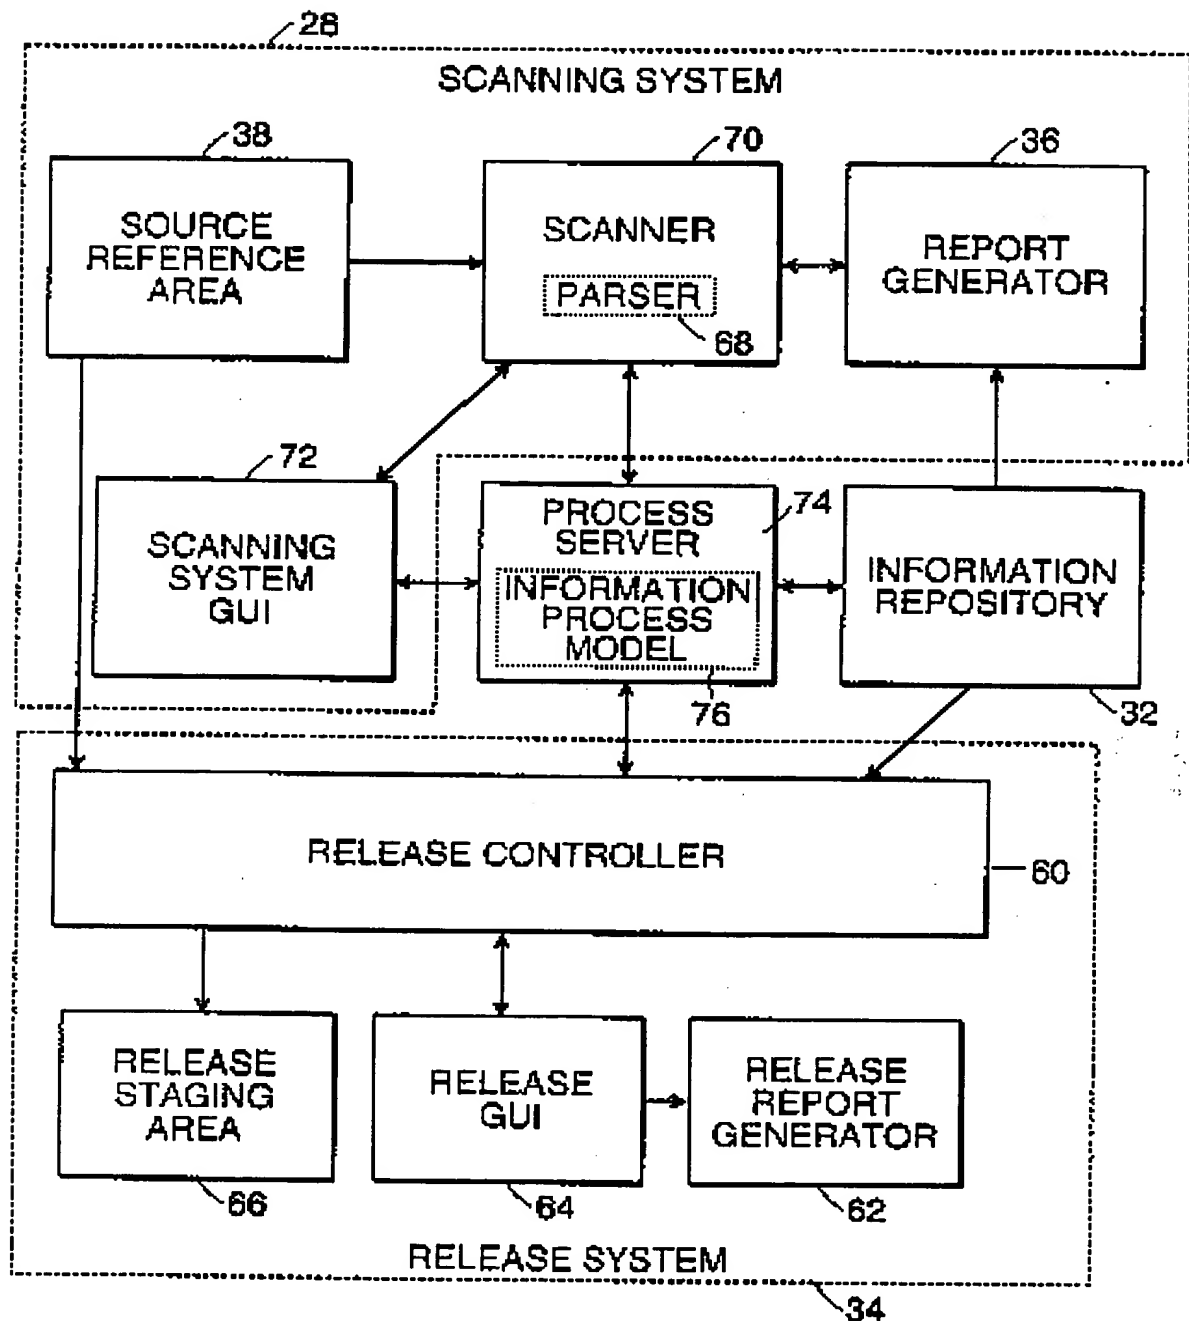 28
SCANNING SYSTEM
38
70
36
SOURCE
REFERENCE
AREA
SCANNER
PARSER
68
REPORT
GENERATOR
72
SCANNING
SYSTEM
GUI
PROCESS
SERVER
74
INFORMATION
PROCESS
MODEL
76
INFORMATION
REPOSITORY
32
RELEASE CONTROLLER
60
RELEASE
STAGING
AREA
66
RELEASE
GUI
64
RELEASE
REPORT
GENERATOR
62
RELEASE SYSTEM
34